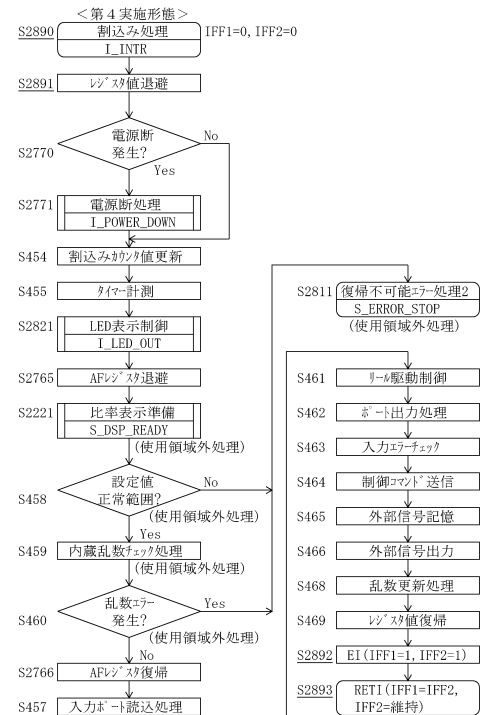 ＜第４実施形態＞
S2890 割込み処理 IFF1=0, IFF2=0
I_INTR
S2891 ﾚｼﾞｽﾀ値退避
S2770 電源断
発生?
No
Yes
S2771 電源断処理
I_POWER_DOWN
S454 割込みｶｳﾝﾀ値更新
S455 ﾀｲﾏｰ計測
S2821 LED表示制御
I_LED_OUT
S2765 AFﾚｼﾞｽﾀ退避
S2221 比率表示準備
S_DSP_READY
(使用領域外処理)
S458 設定値
正常範囲?
No
(使用領域外処理)
Yes
S459 内蔵乱数ﾁｪｯｸ処理
(使用領域外処理)
S460 乱数ｴﾗｰ
発生?
Yes
(使用領域外処理)
No
S2766 AFﾚｼﾞｽﾀ復帰
S457 入力ﾎﾟｰﾄ読込処理
S2811 復帰不可能ｴﾗｰ処理2
S_ERROR_STOP
(使用領域外処理)
S461 ﾘｰﾙ駆動制御
S462 ﾎﾟｰﾄ出力処理
S463 入力ｴﾗｰﾁｪｯｸ
S464 制御ｺﾏﾝﾄﾞ送信
S465 外部信号記憶
S466 外部信号出力
S468 乱数更新処理
S469 ﾚｼﾞｽﾀ値復帰
S2892 EI(IFF1=1, IFF2=1)
S2893 RETI(IFF1=IFF2,
IFF2=維持)